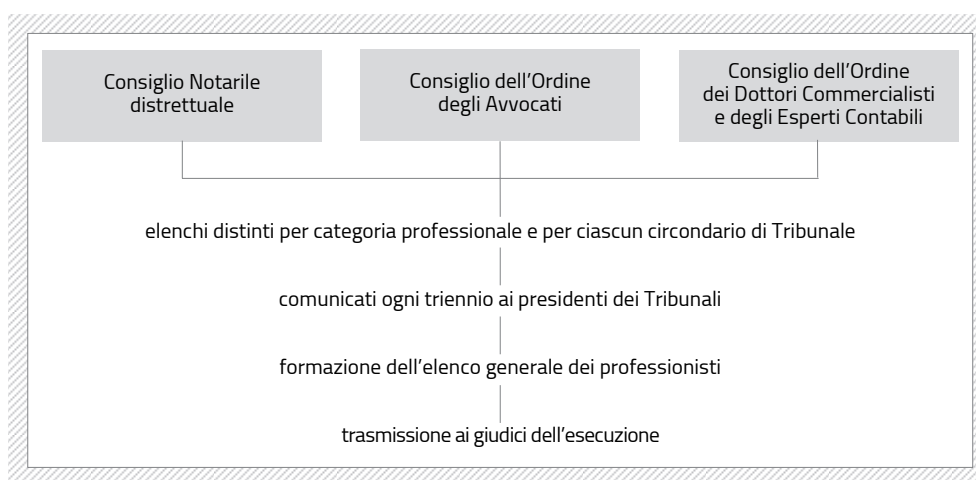 Consiglio Notarile
distrettuale
Consiglio dell’Ordine
degli Avvocati
Consiglio dell’Ordine
dei Dottori Commercialisti
e degli Esperti Contabili
elenchi distinti per categoria professionale e per ciascun circondario di Tribunale
comunicati ogni triennio ai presidenti dei Tribunali
formazione dell’elenco generale dei professionisti
trasmissione ai giudici dell’esecuzione